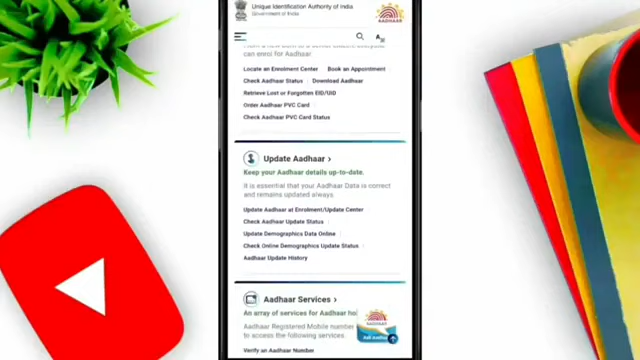 Unique Identification Authority of India
Government of India
AADHAAR
can enrol for Aadhaar
Locate an Enrolment Center
Book an Appointment
Check Aadhaar Status
Download Aadhaar
Retrieve Lost or Forgotten EID/UID
Order Aadhaar PVC Card
Check Aadhaar PVC Card Status
Update Aadhaar >
Keep your Aadhaar details up-to-date.
It is essential that your Aadhaar Data is correct
and remains updated always.
Update Aadhaar at Enrolment/Update Center
Check Aadhaar Update Status
Update Demographics Data Online
Check Online Demographics Update Status
Aadhaar Update History
Aadhaar Services >
An array of services for Aadhaar
Aadhaar Registered Mobile number
to access the following services.
AADHAAR
Verify an Aadhaar Number